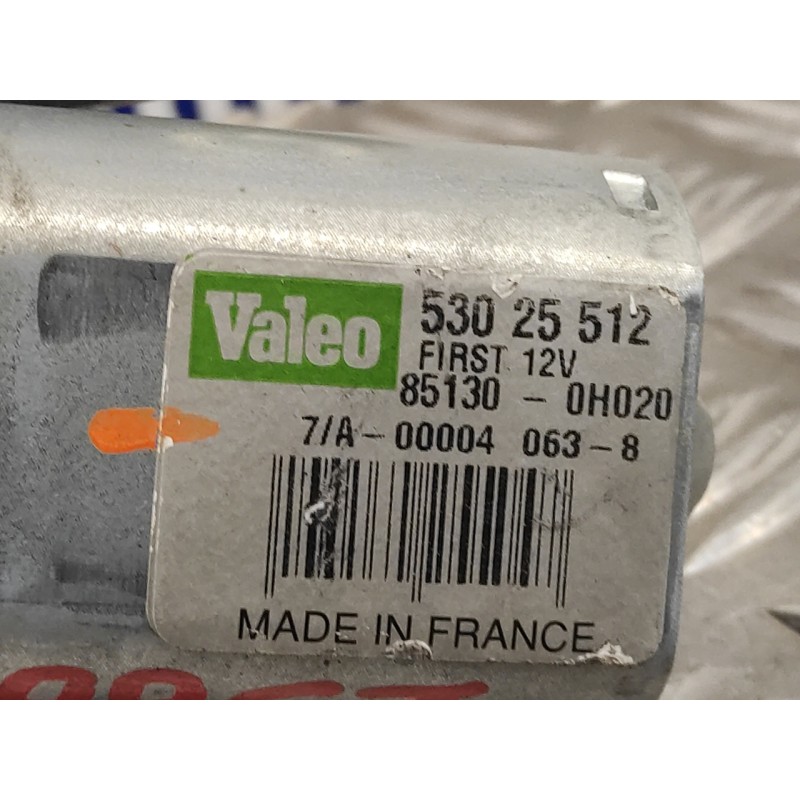 Valeo
530 25 512
FIRST 12V
85130 - 0H020
7/A-00004 063-8
MADE IN FRANCE